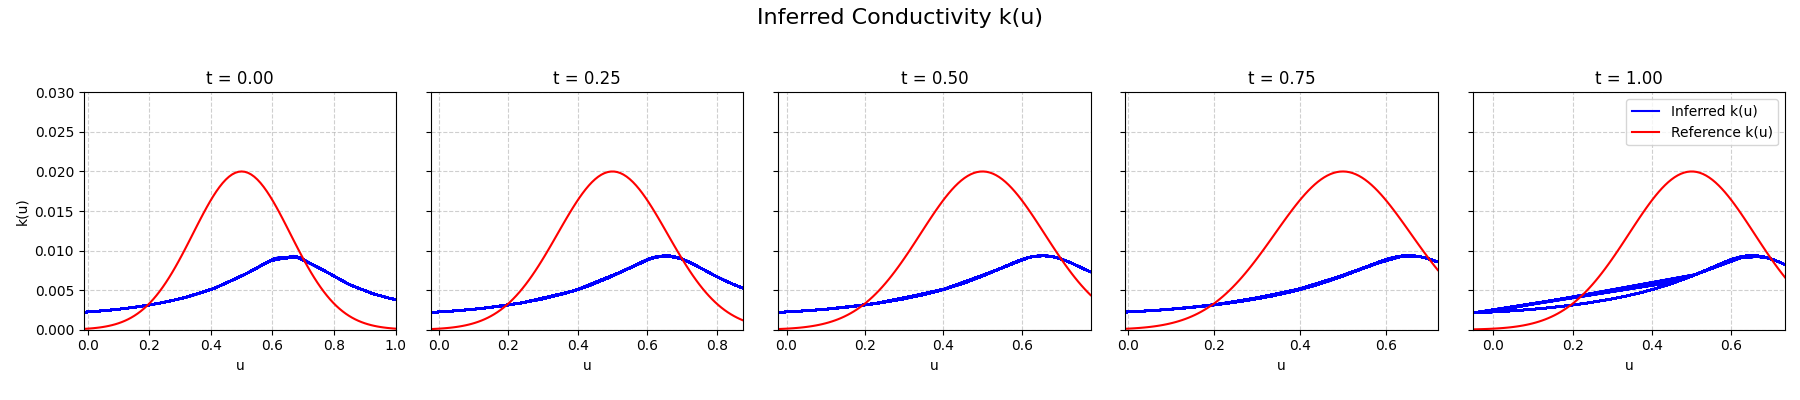 Inferred Conductivity k(u)
t = 0.00
t = 0.25
t = 0.50
t = 0.75
t = 1.00
k(u)
0.030
0.025
0.020
0.015
0.010
0.005
0.000
Inferred k(u)
Reference k(u)
0.0 0.2 0.4 0.6 0.8 1.0
0.0 0.2 0.4 0.6 0.8
0.0 0.2 0.4 0.6
0.0 0.2 0.4 0.6
0.0 0.2 0.4 0.6
u
u
u
u
u